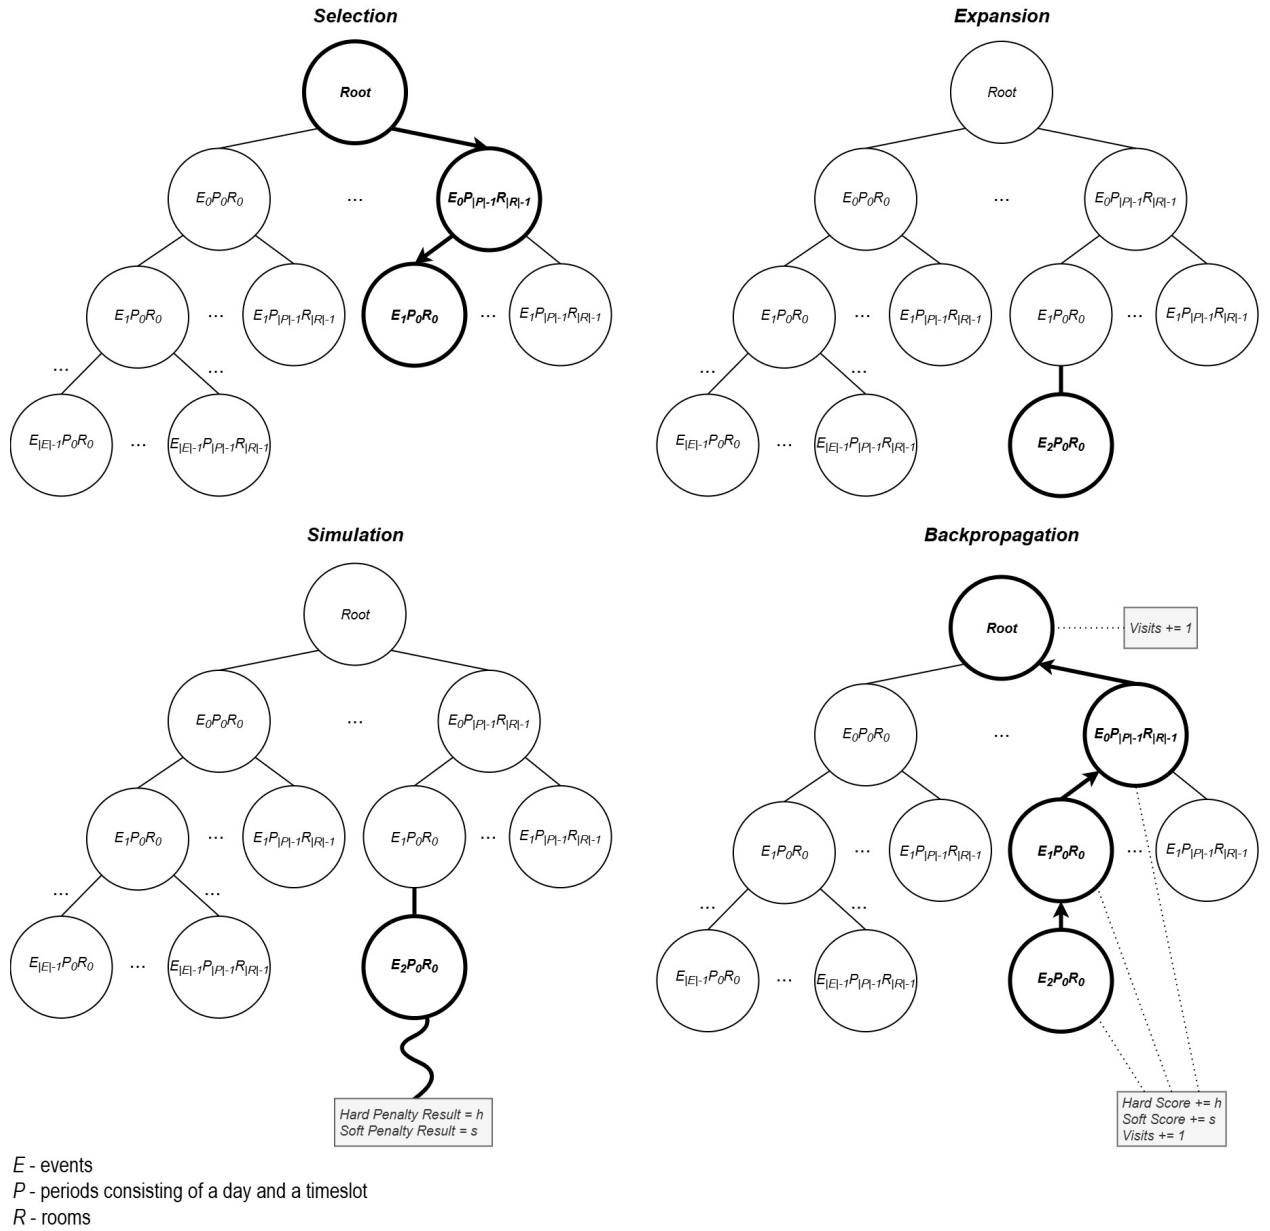 Selection
Root
E0P0R0
...
E0P|P|-1R|R|-1
E1P0R0
...
E1P|P|-1R|R|-1
E1P0R0
...
E1P|P|-1R|R|-1
...
...
E|E|-1P0R0
...
E|E|-1P|P|-1R|R|-1
Expansion
Root
E0P0R0
...
E0P|P|-1R|R|-1
E1P0R0
...
E1P|P|-1R|R|-1
E1P0R0
...
E1P|P|-1R|R|-1
...
...
E|E|-1P0R0
...
E|E|-1P|P|-1R|R|-1
E2P0R0
Simulation
Root
E0P0R0
...
E0P|P|-1R|R|-1
E1P0R0
...
E1P|P|-1R|R|-1
E1P0R0
...
E1P|P|-1R|R|-1
...
...
E|E|-1P0R0
...
E|E|-1P|P|-1R|R|-1
E2P0R0
Hard Penalty Result = h
Soft Penalty Result = s
Backpropagation
Root
Visits += 1
E0P0R0
...
E0P|P|-1R|R|-1
E1P0R0
...
E1P|P|-1R|R|-1
E1P0R0
...
E1P|P|-1R|R|-1
...
...
E|E|-1P0R0
...
E|E|-1P|P|-1R|R|-1
E2P0R0
Hard Score += h
Soft Score += s
Visits += 1
E - events
P - periods consisting of a day and a timeslot
R - rooms